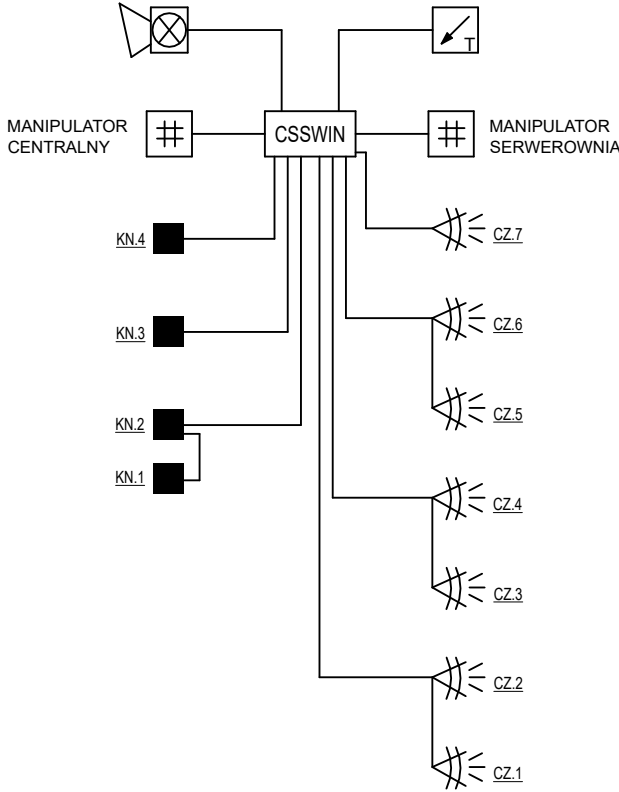 T
MANIPULATOR
CENTRALNY
CSSWIN
MANIPULATOR
SERWEROWNIA
KN.4
CZ.7
KN.3
CZ.6
KN.2
CZ.5
KN.1
CZ.4
CZ.3
CZ.2
CZ.1